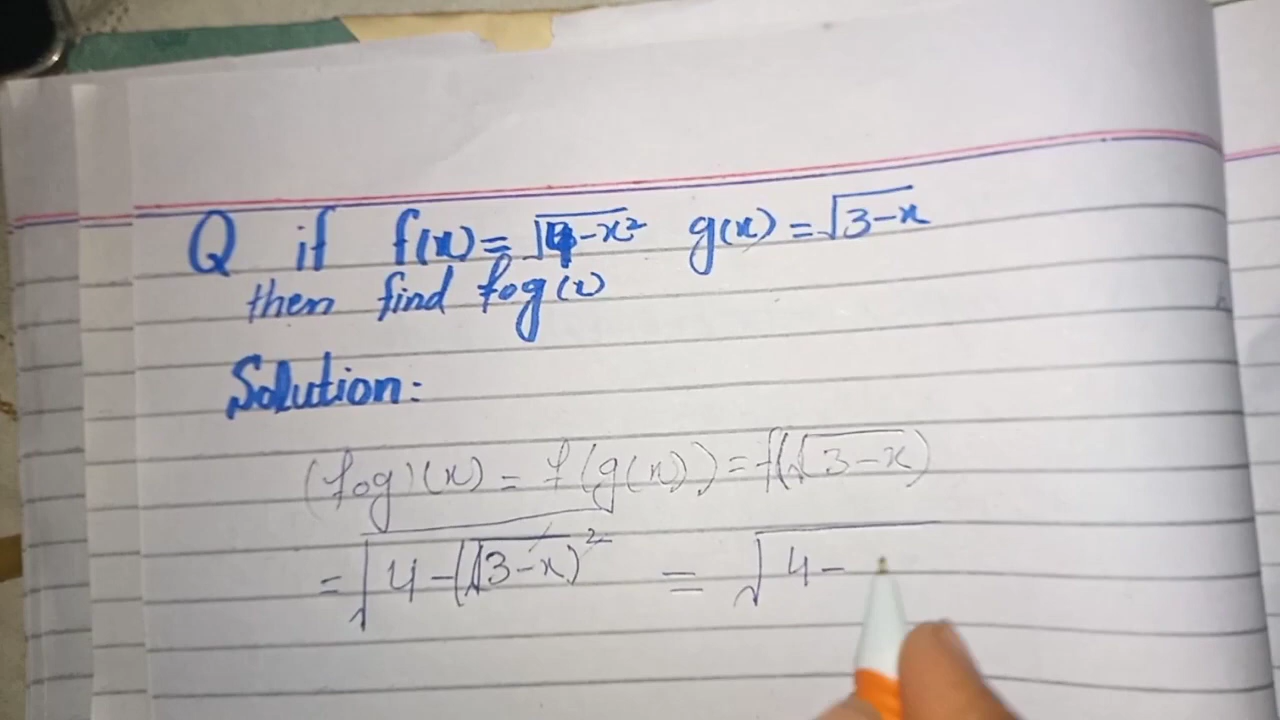 Q if f(x) = √4-x² g(x) = √3-x
then find fog(x)
Solution:
(fog)(x) = f(g(x)) = f(√3-x)
= √4-(√3-x)² = √4-